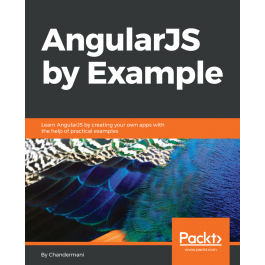 AngularJS
by Example
Learn AngularJS by creating your own apps with
the help of practical examples
By Chandermani
Packt>
www.packt.com